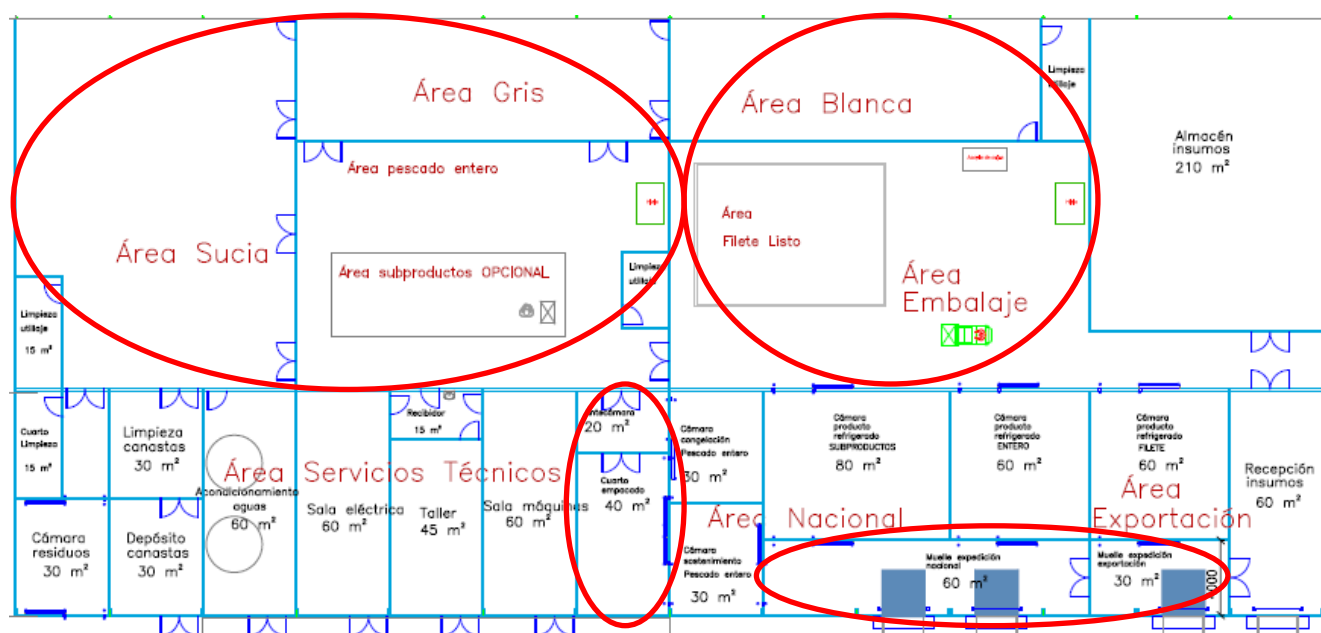 Área Gris
Área Blanca
Limpieza
utillaje
Almacén
insumos
210 m²
Área pescado entero
Área
Filete Listo
Área Sucia
Área subproductos OPCIONAL
Limpieza
utillaje
Área
Embalaje
Limpieza
utillaje
15 m²
Cuarto
Limpieza
15 m²
Limpieza
canastas
30 m²
Recibidor
15 m²
Antecámara
20 m²
Cámara
congelación
Pescado entero
30 m²
Cámara
producto
refrigerado
SUBPRODUCTOS
80 m²
Cámara
producto
refrigerado
ENTERO
60 m²
Cámara
producto
refrigerado
FILETE
60 m²
Recepción
insumos
60 m²
Área Servicios Técnicos
Acondicionamiento
aguas
60 m²
Sala eléctrica
60 m²
Taller
45 m²
Sala máquinas
60 m²
Cuarto
empacado
40 m²
Área Nacional
Área
Exportación
Cámara
residuos
30 m²
Depósito
canastas
30 m²
Cámara
sostenimiento
Pescado entero
30 m²
Muelle expedición
nacional
60 m²
Muelle expedición
exportación
30 m²